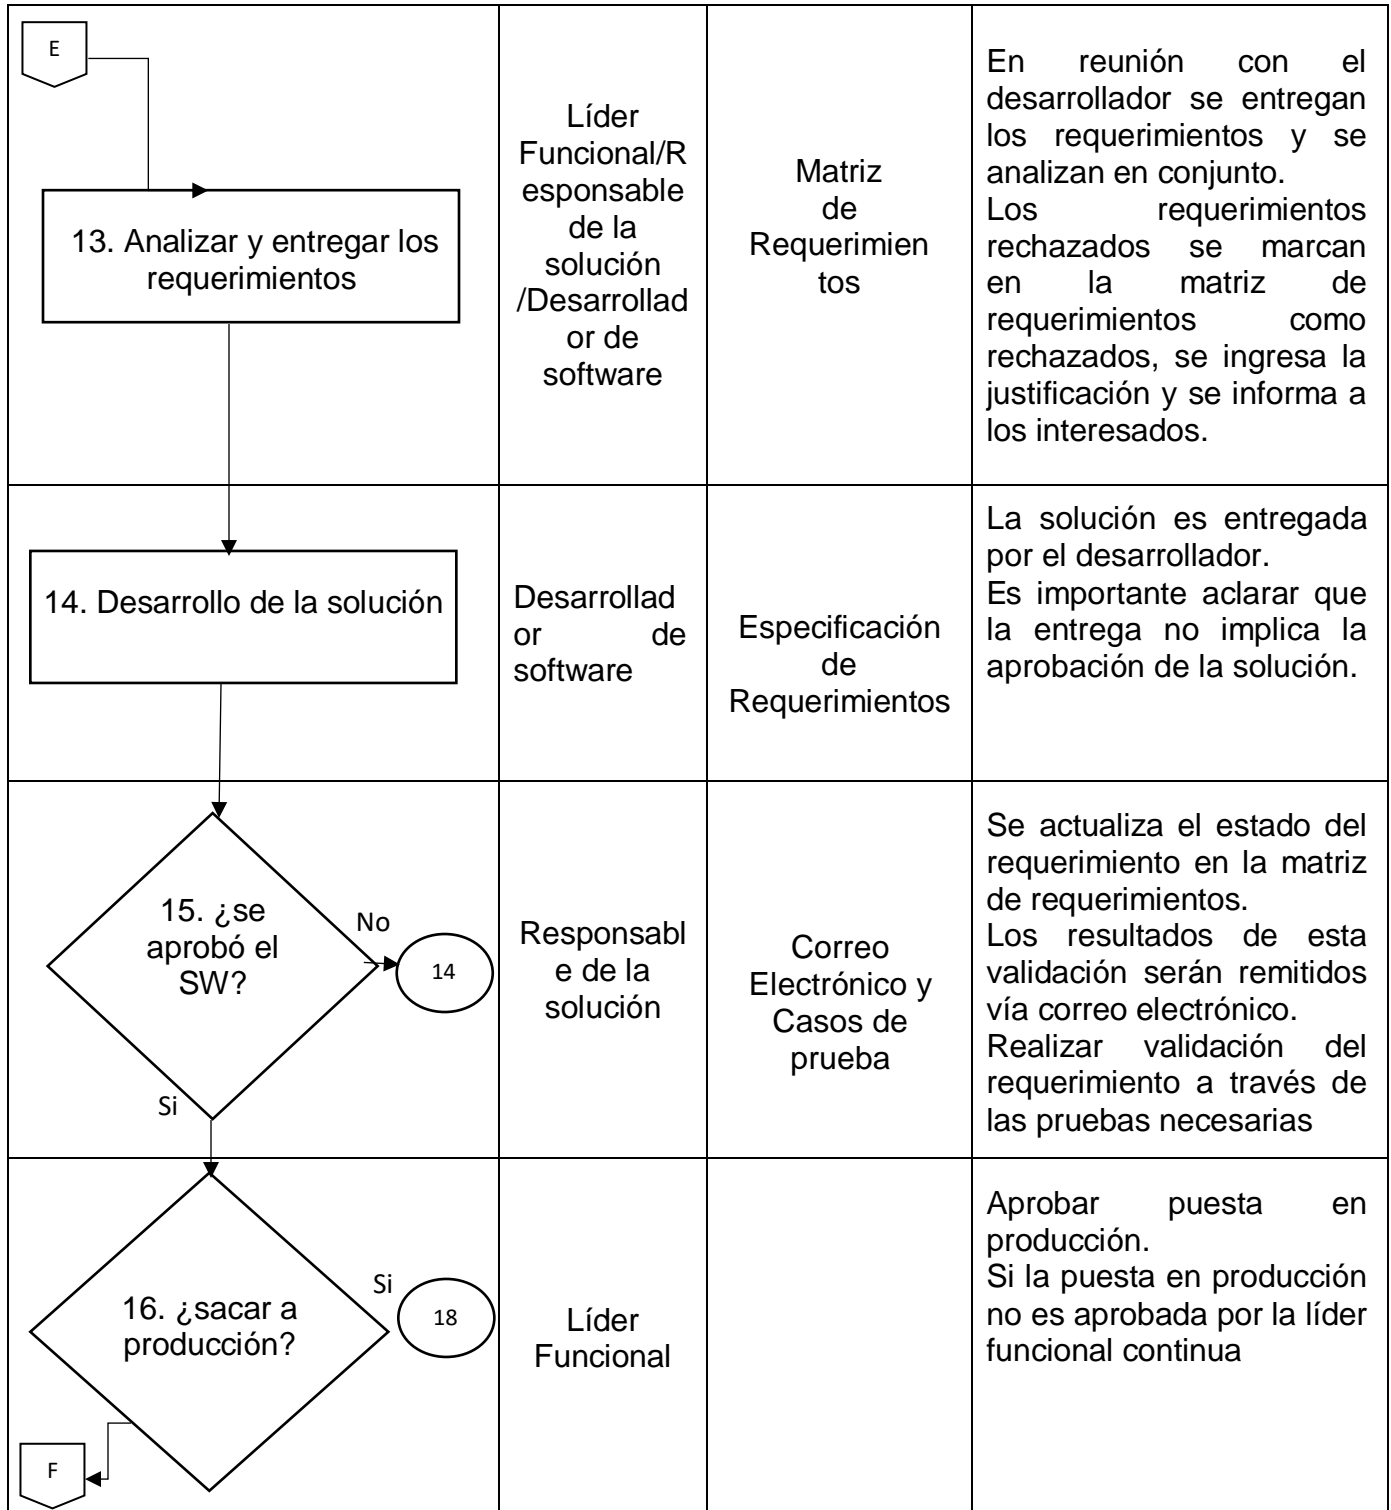 E
13. Analizar y entregar los
requerimientos
Líder
Funcional/R
esponsable
de la
solución
/Desarrollad
or de
software
Matriz
de
Requerimien
tos
En reunión con el
desarrollador se entregan
los requerimientos y se
analizan en conjunto.
Los requerimientos
rechazados se marcan
en la matriz de
requerimientos como
rechazados, se ingresa la
justificación y se informa a
los interesados.
14. Desarrollo de la solución
Desarrollad
or de
software
Especificación
de
Requerimientos
La solución es entregada
por el desarrollador.
Es importante aclarar que
la entrega no implica la
aprobación de la solución.
15. ¿se
aprobó el
SW?
No
14
Si
Responsabl
e de la
solución
Correo
Electrónico y
Casos de
prueba
Se actualiza el estado del
requerimiento en la matriz
de requerimientos.
Los resultados de esta
validación serán remitidos
vía correo electrónico.
Realizar validación del
requerimiento a través de
las pruebas necesarias
16. ¿sacar a
producción?
Si
18
F
Líder
Funcional
Aprobar puesta en
producción.
Si la puesta en producción
no es aprobada por la líder
funcional continua